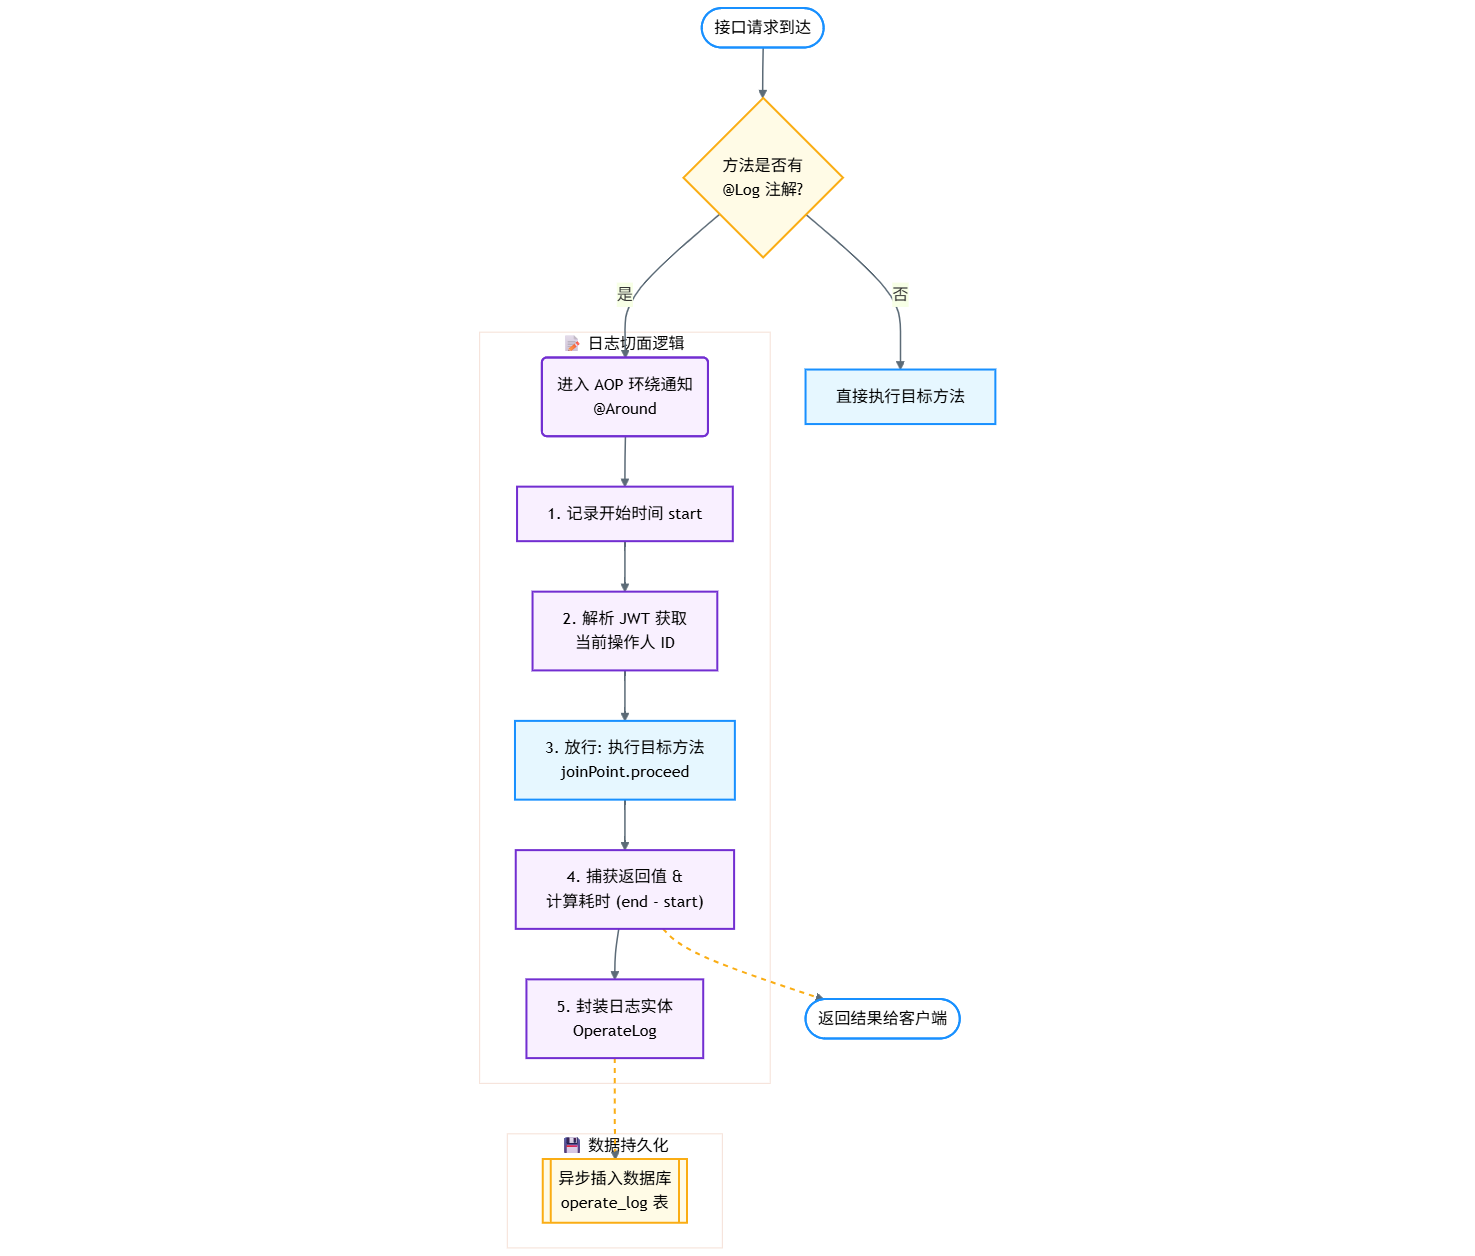 接口请求到达
方法是否有
@Log 注解?
是
否
📝 日志切面逻辑
进入 AOP 环绕通知
@Around
直接执行目标方法
1. 记录开始时间 start
2. 解析 JWT 获取
当前操作人 ID
3. 放行: 执行目标方法
joinPoint.proceed
4. 捕获返回值 &
计算耗时 (end - start)
5. 封装日志实体
OperateLog
返回结果给客户端
💾 数据持久化
异步插入数据库
operate_log 表